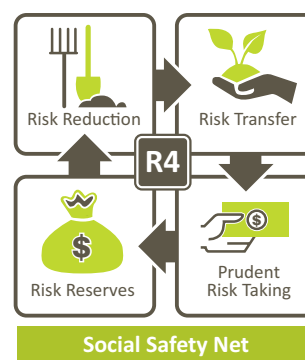 Risk Reduction
Risk Transfer
R4
Risk Reserves
$
$
Prudent
Risk Taking
Social Safety Net